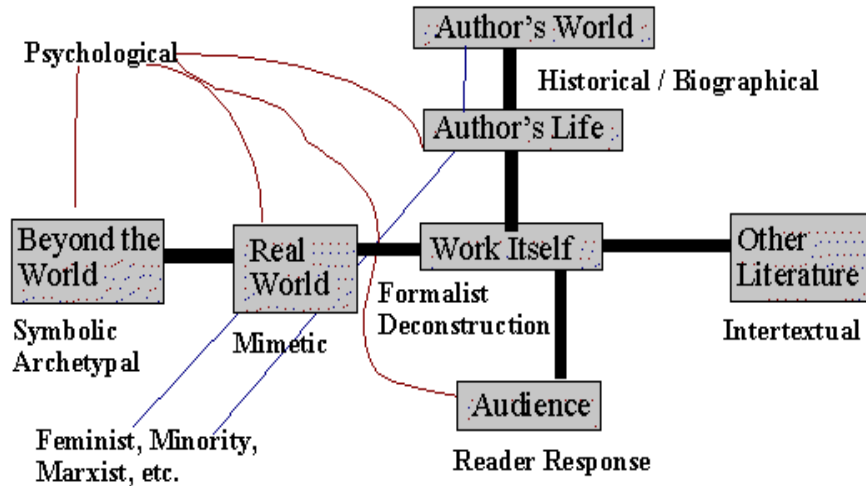 Author's World
Psychological
Historical / Biographical
Author's Life
Beyond the
World
Real
World
Work Itself
Other
Literature
Formalist
Deconstruction
Symbolic
Archetypal
Mimetic
Intertextual
Audience
Feminist, Minority,
Marxist, etc.
Reader Response